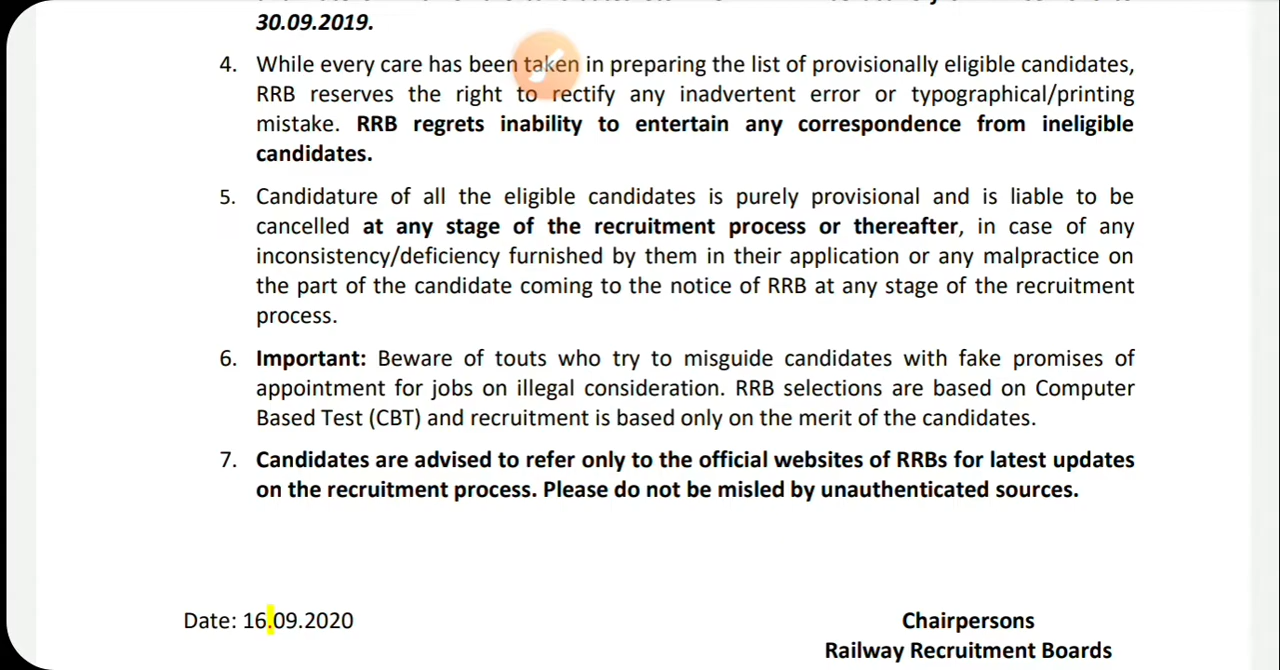 30.09.2019.
4. While every care has been taken in preparing the list of provisionally eligible candidates,
RRB reserves the right to rectify any inadvertent error or typographical/printing
mistake. RRB regrets inability to entertain any correspondence from ineligible
candidates.
5. Candidature of all the eligible candidates is purely provisional and is liable to be
cancelled at any stage of the recruitment process or thereafter, in case of any
inconsistency/deficiency furnished by them in their application or any malpractice on
the part of the candidate coming to the notice of RRB at any stage of the recruitment
process.
6. Important: Beware of touts who try to misguide candidates with fake promises of
appointment for jobs on illegal consideration. RRB selections are based on Computer
Based Test (CBT) and recruitment is based only on the merit of the candidates.
7. Candidates are advised to refer only to the official websites of RRBs for latest updates
on the recruitment process. Please do not be misled by unauthenticated sources.
Date: 16.09.2020
Chairpersons
Railway Recruitment Boards